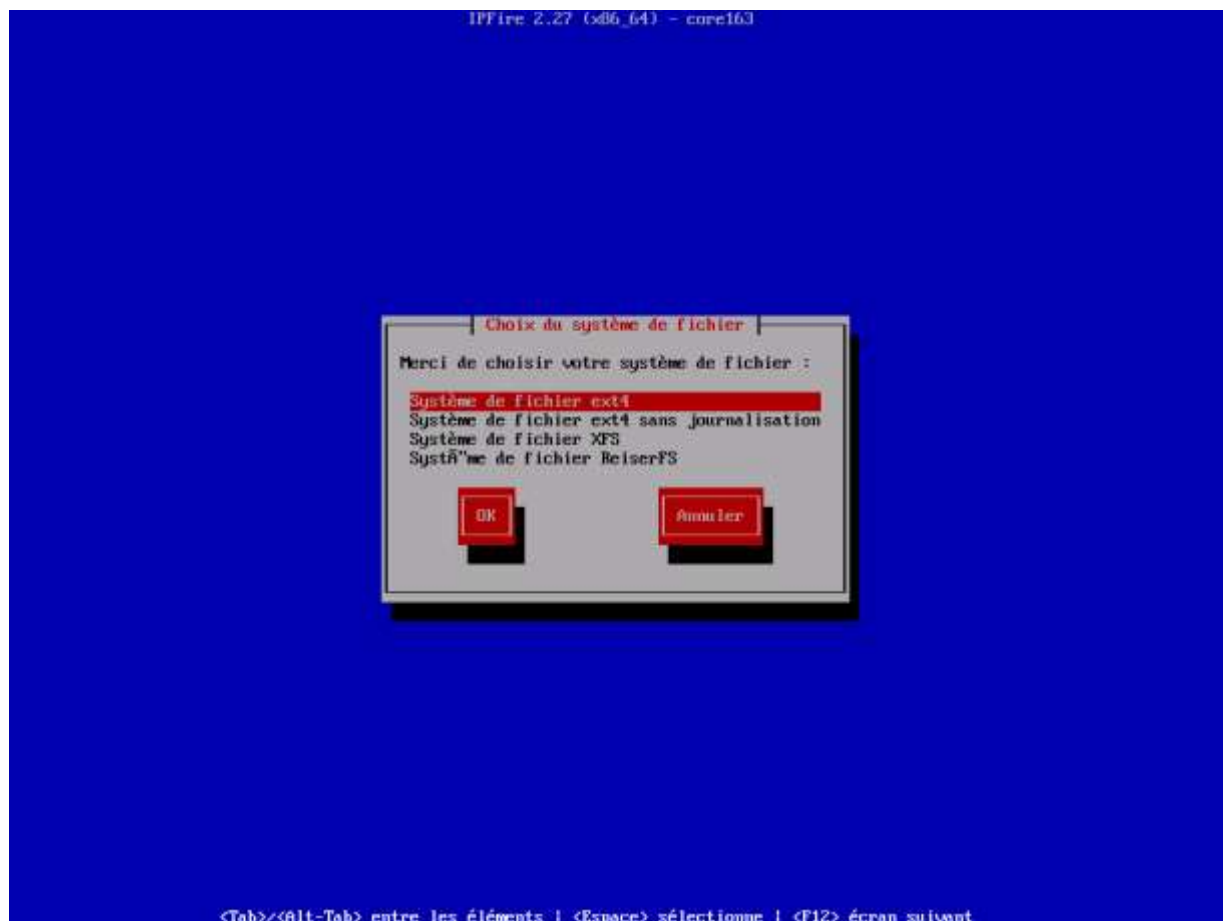 IPFire 2.27 (x86_64) - core163
Choix du système de fichier
Merci de choisir votre système de fichier :
Système de fichier ext4
Système de fichier ext4 sans journalisation
Système de fichier XFS
SystÃ"me de fichier ReiserFS
OK
Annuler
<Tab>/<Alt-Tab> entre les éléments | <Espace> sélectionne | <F12> écran suivant